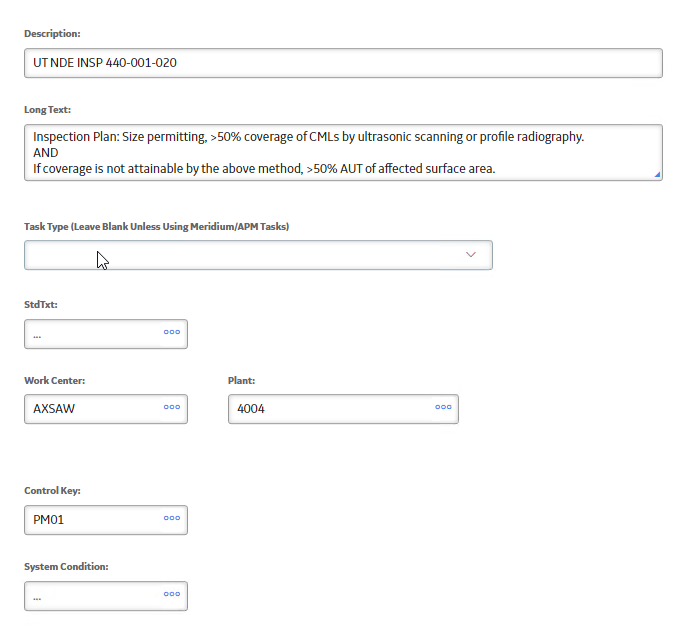 Description:
UT NDE INSP 440-001-020
Long Text:
Inspection Plan: Size permitting, >50% coverage of CMLs by ultrasonic scanning or profile radiography.
AND
If coverage is not attainable by the above method, >50% AUT of affected surface area.
Task Type (Leave Blank Unless Using Meridium/APM Tasks)
StdTxt:
...
Work Center: Plant:
AXSAW 4004
Control Key:
PM01
System Condition:
...